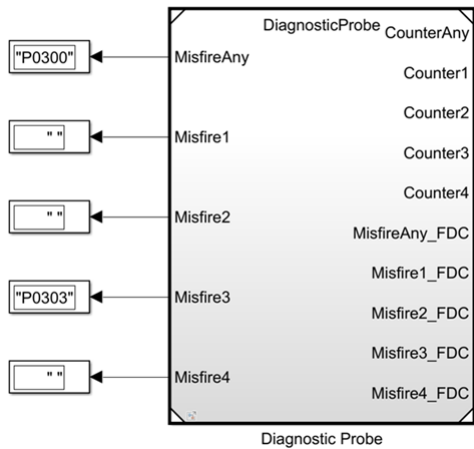 DiagnosticProbe
CounterAny
"P0300"
MisfireAny
Counter1
Counter2
" "
Misfire1
Counter3
Counter4
" "
Misfire2
MisfireAny_FDC
Misfire1_FDC
"P0303"
Misfire3
Misfire2_FDC
Misfire3_FDC
" "
Misfire4
Misfire4_FDC
Diagnostic Probe